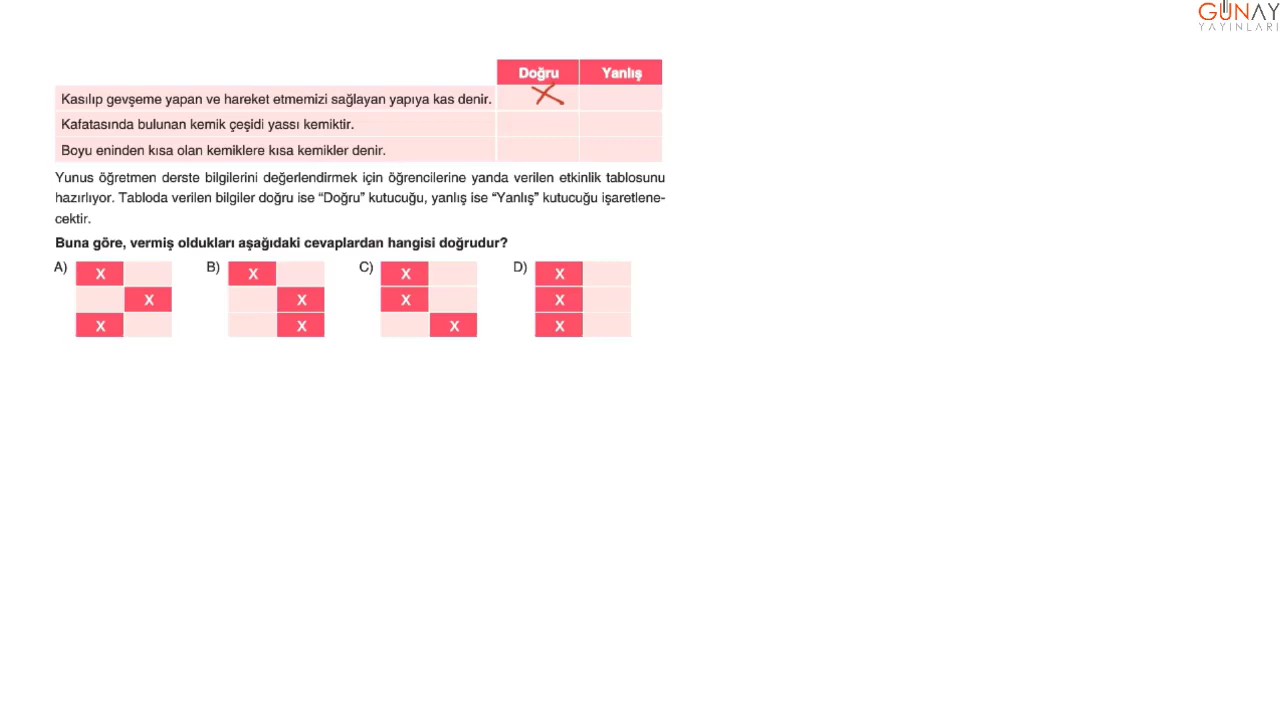 GÜNAY
YAYINLARI
Doğru Yanlış
Kasılıp gevşeme yapan ve hareket etmemizi sağlayan yapıya kas denir. X
Kafatasında bulunan kemik çeşidi yassı kemiktir.
Boyu eninden kısa olan kemiklere kısa kemikler denir.
Yunus öğretmen derste bilgilerini değerlendirmek için öğrencilerine yanda verilen etkinlik tablosunu
hazırlıyor. Tabloda verilen bilgiler doğru ise “Doğru” kutucuğu, yanlış ise “Yanlış” kutucuğu işaretlene-
cektir.
Buna göre, vermiş oldukları aşağıdaki cevaplardan hangisi doğrudur?
A) X B) X C) X D) X
X X X X
X X X X